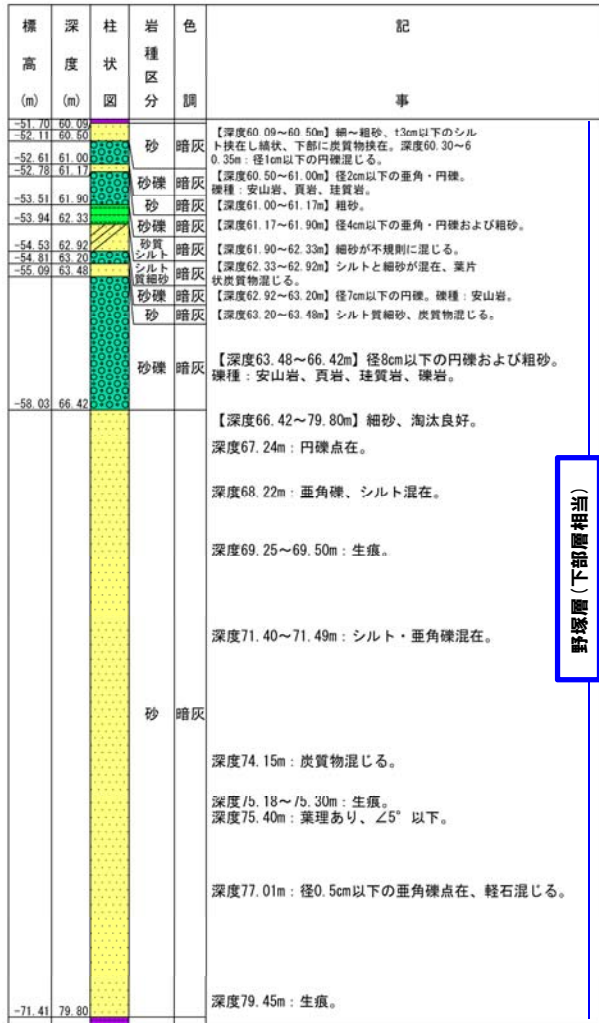 標高(m) 深度(m) 柱状図 岩種区分 色調 記事
-51.70 60.09
-52.11 60.50 砂 暗灰 【深度60.09～60.50m】細～粗砂、t3cm以下のシル
ト挟在し縞状、下部に炭質物挟在。深度60.30～6
0.35m：径1cm以下の円礫混じる。
-52.61 61.00 砂礫 暗灰 【深度60.50～61.00m】径2cm以下の亜角・円礫。
礫種：安山岩、頁岩、珪質岩。
-52.78 61.17 砂 暗灰 【深度61.00～61.17m】粗砂。
-53.51 61.90 砂礫 暗灰 【深度61.17～61.90m】径4cm以下の亜角・円礫および粗砂。
-53.94 62.33 砂質シルト 暗灰 【深度61.90～62.33m】細砂が不規則に混じる。
-54.53 62.92 シルト質細砂 暗灰 【深度62.33～62.92m】シルトと細砂が混在、葉片
状炭質物混じる。
-54.81 63.20 砂礫 暗灰 【深度62.92～63.20m】径7cm以下の円礫。礫種：安山岩。
-55.09 63.48 砂 暗灰 【深度63.20～63.48m】シルト質細砂、炭質物混じる。
砂礫 暗灰 【深度63.48～66.42m】径8cm以下の円礫および粗砂。
礫種：安山岩、頁岩、珪質岩、礫岩。
-58.03 66.42
【深度66.42～79.80m】細砂、淘汰良好。
深度67.24m：円礫点在。
深度68.22m：亜角礫、シルト混在。
深度69.25～69.50m：生痕。
野塚層(下部層相当)
深度71.40～71.49m：シルト・亜角礫混在。
砂 暗灰
深度74.15m：炭質物混じる。
深度75.18～75.30m：生痕。
深度75.40m：葉理あり、∠5°以下。
深度77.01m：径0.5cm以下の亜角礫点在、軽石混じる。
深度79.45m：生痕。
-71.41 79.80